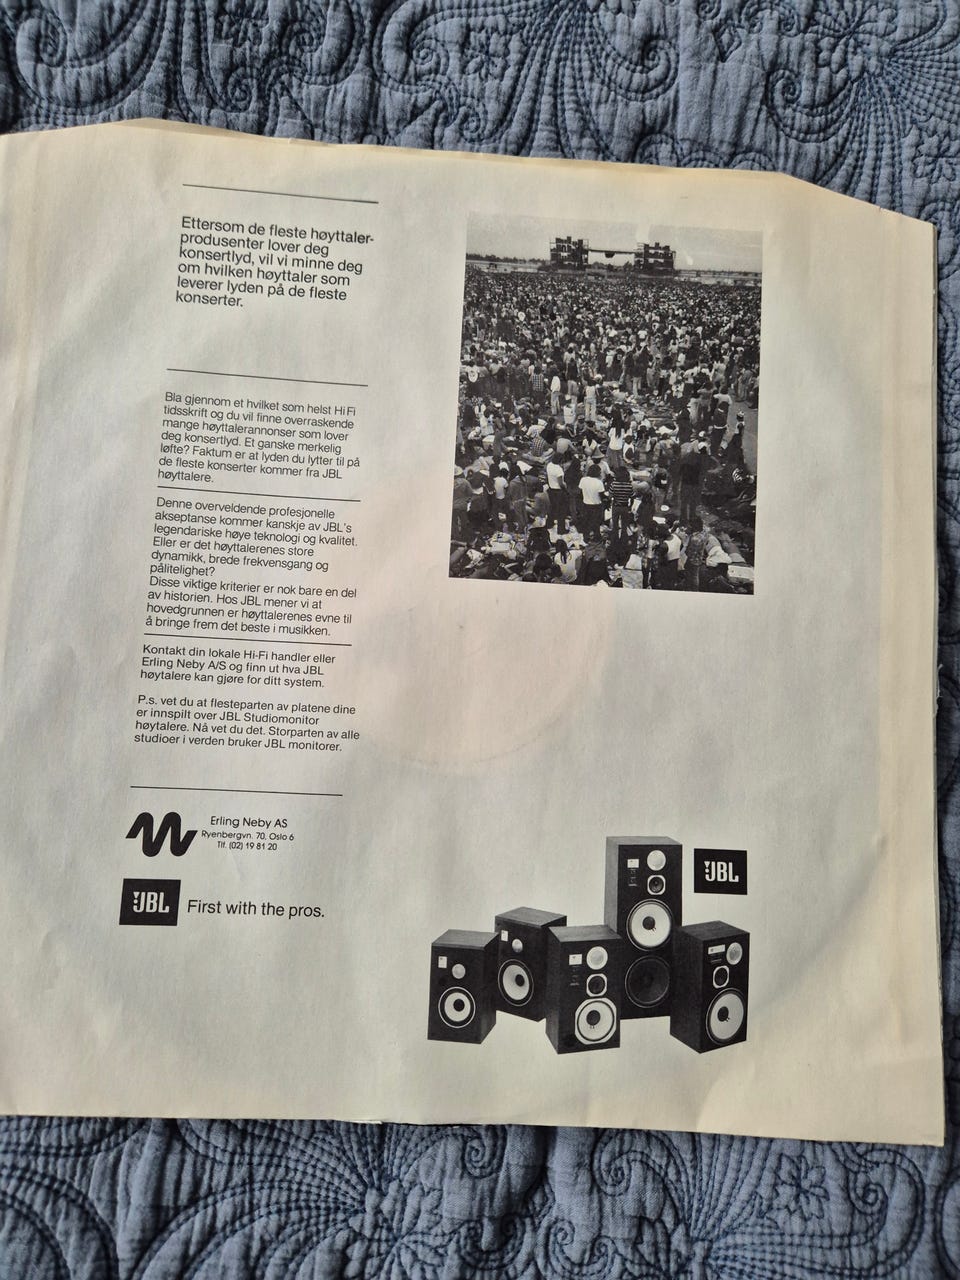 Ettersom de fleste høyttaler-
produsenter lover deg
konsertlyd, vil vi minne deg
om hvilken høyttaler som
leverer lyden på de fleste
konserter.
Bla gjennom et hvilket som helst HiFi
tidsskrift og du vil finne overraskende
mange høyttalerannonser som lover
deg konsertlyd. Et ganske merkelig
løfte? Faktum er at lyden du lytter til på
de fleste konserter kommer fra JBL
høyttalere.
Denne overveldende profesjonelle
akseptanse kommer kanskje av JBL's
legendariske høye teknologi og kvalitet.
Eller er det høyttalerenes store
dynamikk, brede frekvensgang og
pålitelighet?
Disse viktige kriterier er nok bare en del
av historien. Hos JBL mener vi at
hovedgrunnen er høyttalerenes evne til
å bringe frem det beste i musikken.
Kontakt din lokale Hi-Fi handler eller
Erling Neby A/S og finn ut hva JBL
høytalere kan gjøre for ditt system.
P.s. vet du at flesteparten av platene dine
er innspilt over JBL Studiomonitor
høytalere. Nå vet du det. Storparten av alle
studioer i verden bruker JBL monitorer.
Erling Neby AS
Ryenbergvn. 70, Oslo 6
Tlf. (02) 19 81 20
JBL First with the pros.
JBL